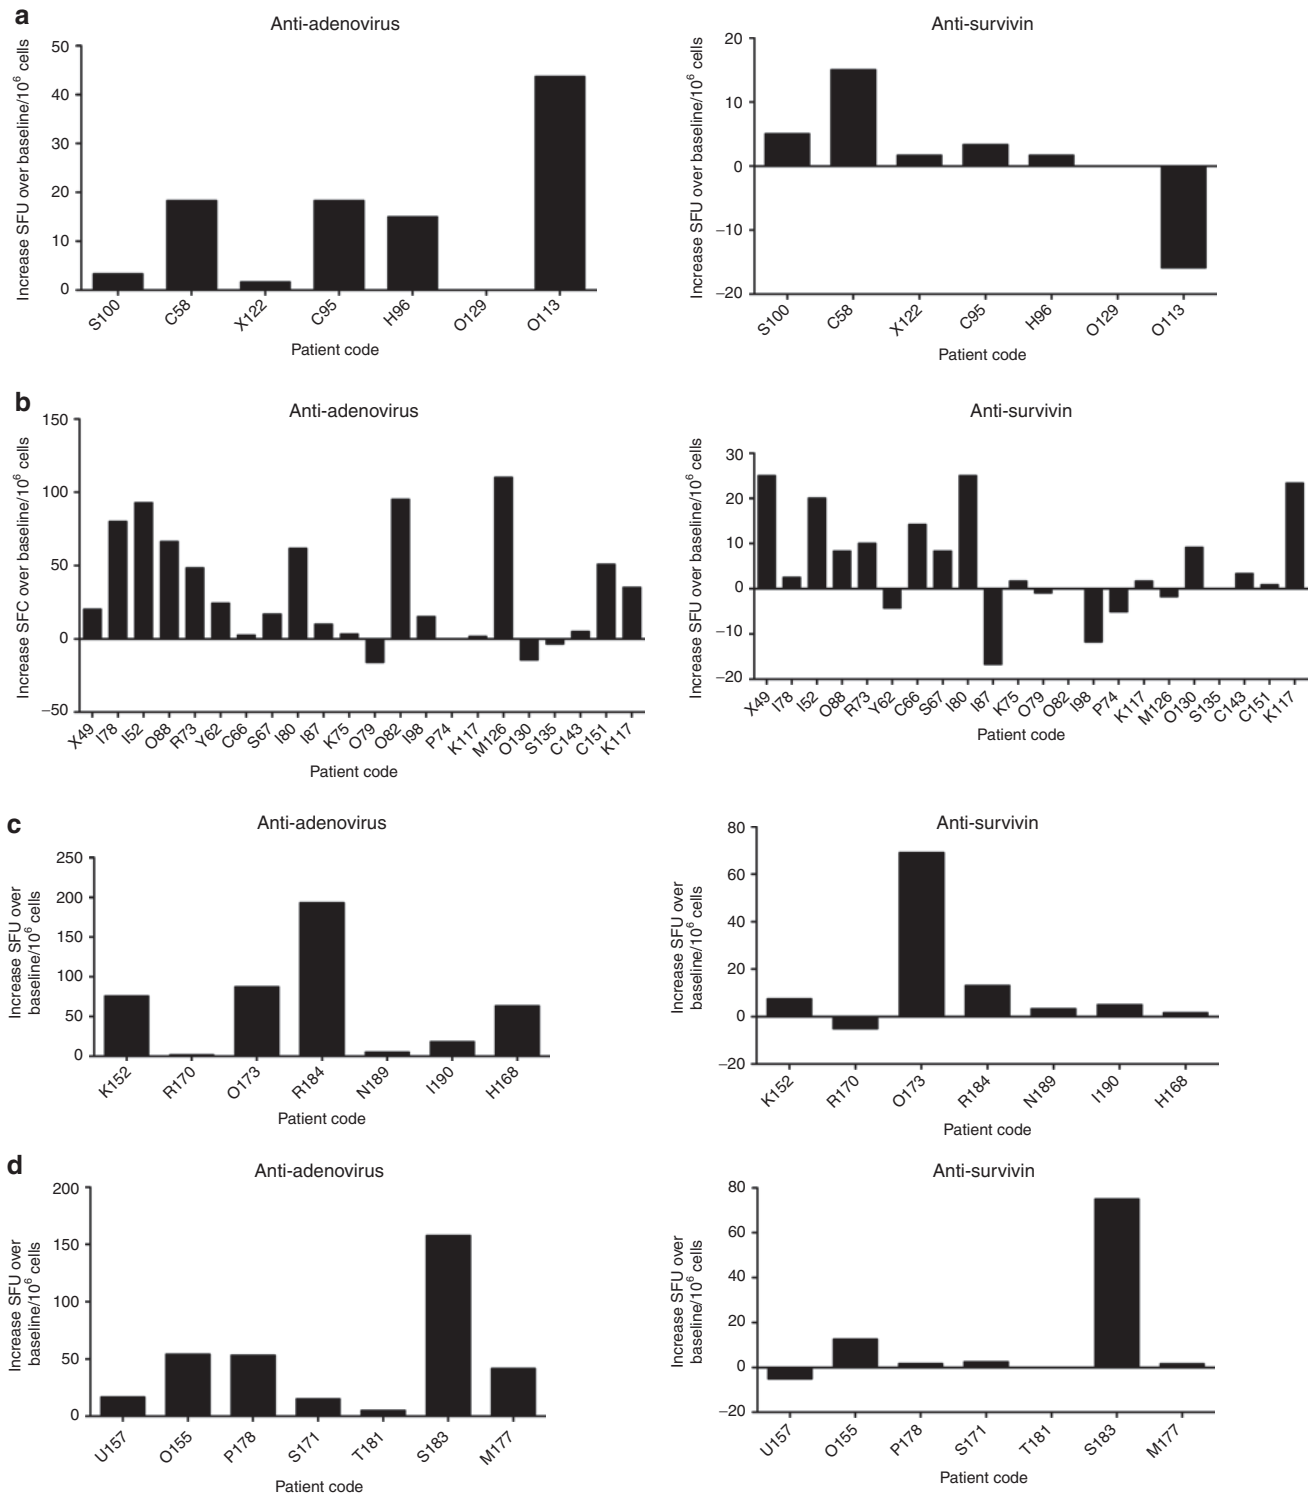 a
Anti-adenovirus
Increase SFU over baseline/10⁶ cells
50
40
30
20
10
0
S100 C58 X122 C95 H96 O129 O113
Patient code
Anti-survivin
Increase SFU over baseline/10⁶ cells
20
10
0
−10
−20
S100 C58 X122 C95 H96 O129 O113
Patient code
b
Anti-adenovirus
Increase SFC over baseline/10⁶ cells
150
100
50
0
−50
X49 I78 I52 O88 R73 Y62 C66 S67 I80 I87 K75 O79 O82 I98 P74 K117 M126 O130 S135 C143 C151 K117
Patient code
Anti-survivin
Increase SFU over baseline/10⁶ cells
30
20
10
0
−10
−20
X49 I78 I52 O88 R73 Y62 C66 S67 I80 I87 K75 O79 O82 I98 P74 K117 M126 O130 S135 C143 C151 K117
Patient code
c
Anti-adenovirus
Increase SFU over
baseline/10⁶ cells
250
200
150
100
50
0
K152 R170 O173 R184 N189 I190 H168
Patient code
Anti-survivin
Increase SFU over
baseline/10⁶ cells
80
60
40
20
0
−20
K152 R170 O173 R184 N189 I190 H168
Patient code
d
Anti-adenovirus
Increase SFU over
baseline/10⁶ cells
200
150
100
50
0
U157 O155 P178 S171 T181 S183 M177
Patient code
Anti-survivin
Increase SFU over
baseline/10⁶ cells
80
60
40
20
0
−20
U157 O155 P178 S171 T181 S183 M177
Patient code